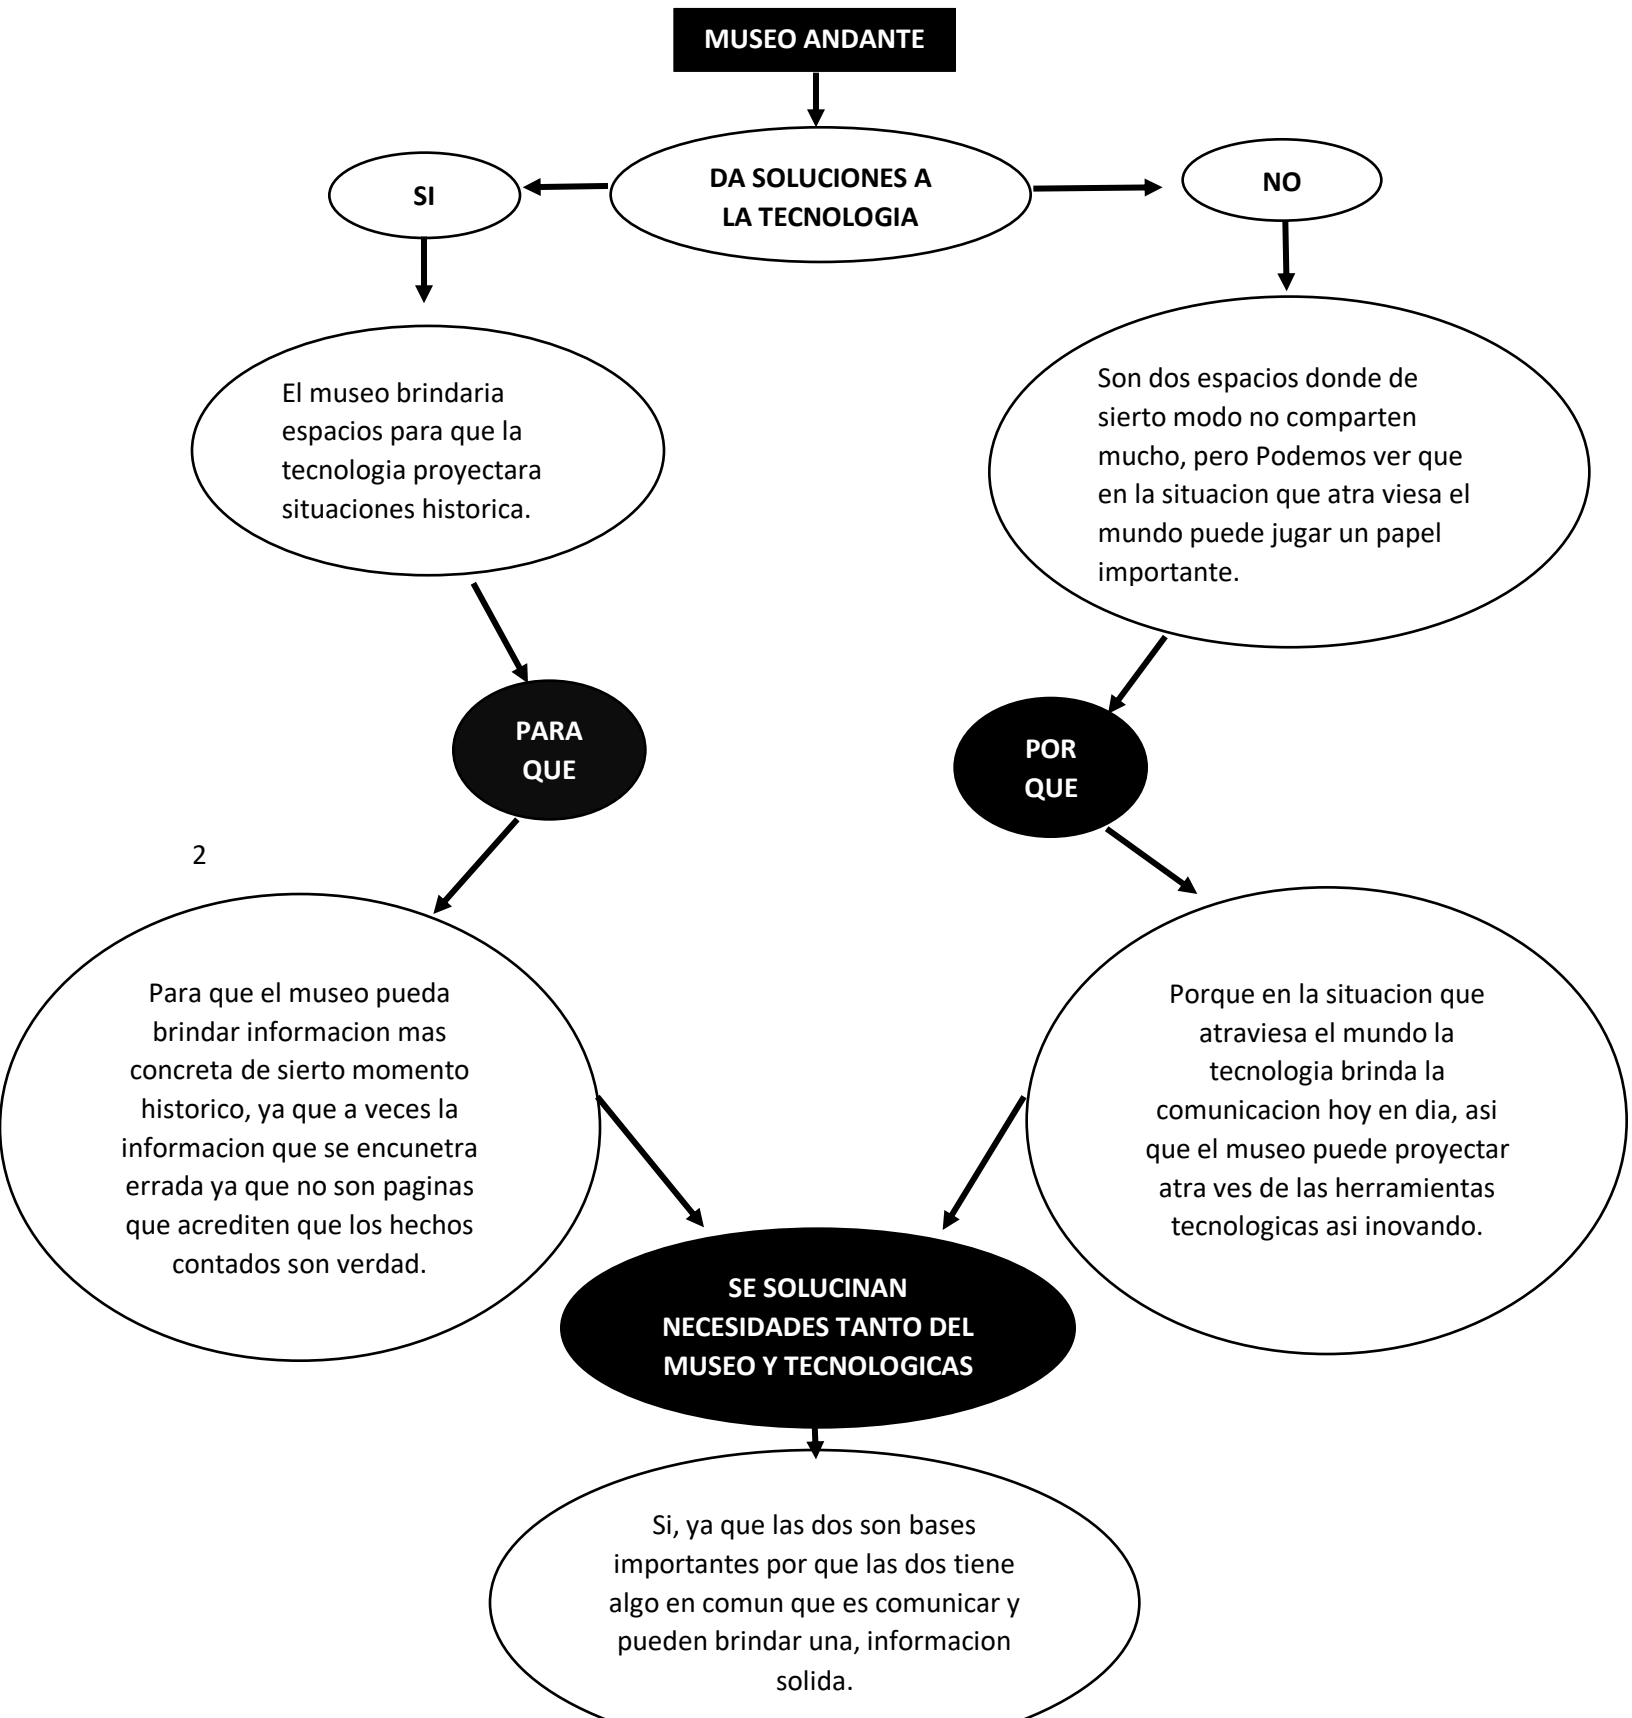 MUSEO ANDANTE
DA SOLUCIONES A
LA TECNOLOGIA
SI
NO
El museo brindaria
espacios para que la
tecnologia proyectara
situaciones historica.
Son dos espacios donde de
sierto modo no comparten
mucho, pero Podemos ver que
en la situacion que atra viesa el
mundo puede jugar un papel
importante.
PARA
QUE
POR
QUE
2
Para que el museo pueda
brindar informacion mas
concreta de sierto momento
historico, ya que a veces la
informacion que se encunetra
errada ya que no son paginas
que acrediten que los hechos
contados son verdad.
Porque en la situacion que
atraviesa el mundo la
tecnologia brinda la
comunicacion hoy en dia, asi
que el museo puede proyectar
atra ves de las herramientas
tecnologicas asi inovando.
SE SOLUCINAN
NECESIDADES TANTO DEL
MUSEO Y TECNOLOGICAS
Si, ya que las dos son bases
importantes por que las dos tiene
algo en comun que es comunicar y
pueden brindar una, informacion
solida.